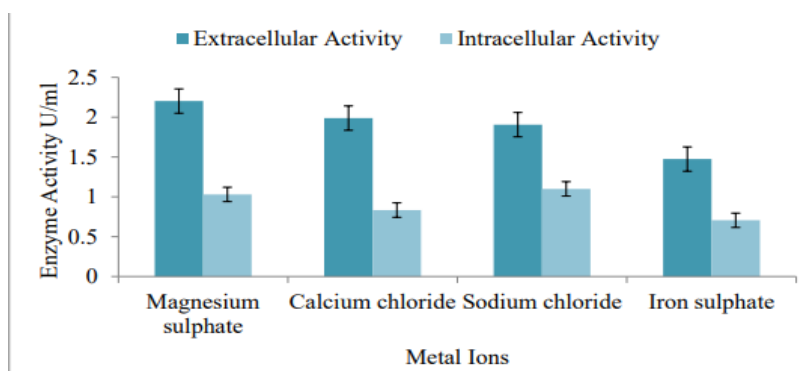 Extracellular Activity Intracellular Activity
Enzyme Activity U/ml
2.5
2
1.5
1
0.5
0
Magnesium sulphate Calcium chloride Sodium chloride Iron sulphate
Metal Ions